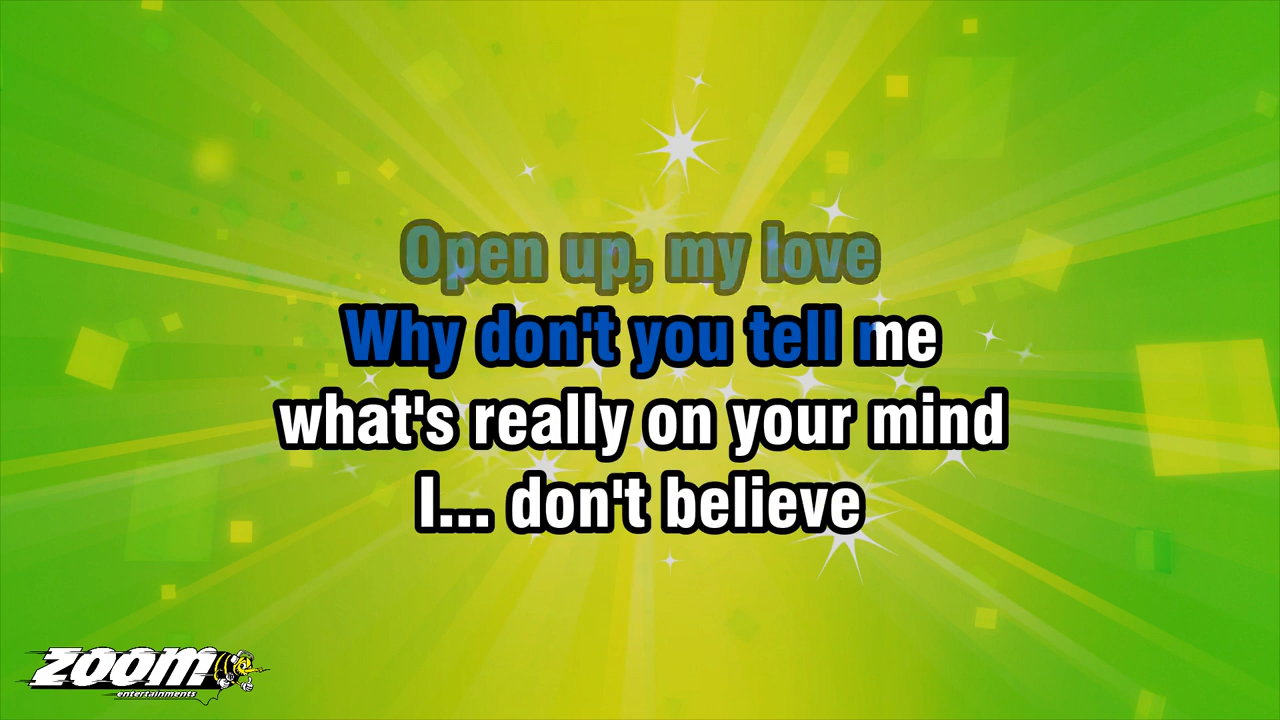 Open up, my love
Why don't you tell me
what's really on your mind
I... don't believe
zoom
entertainments